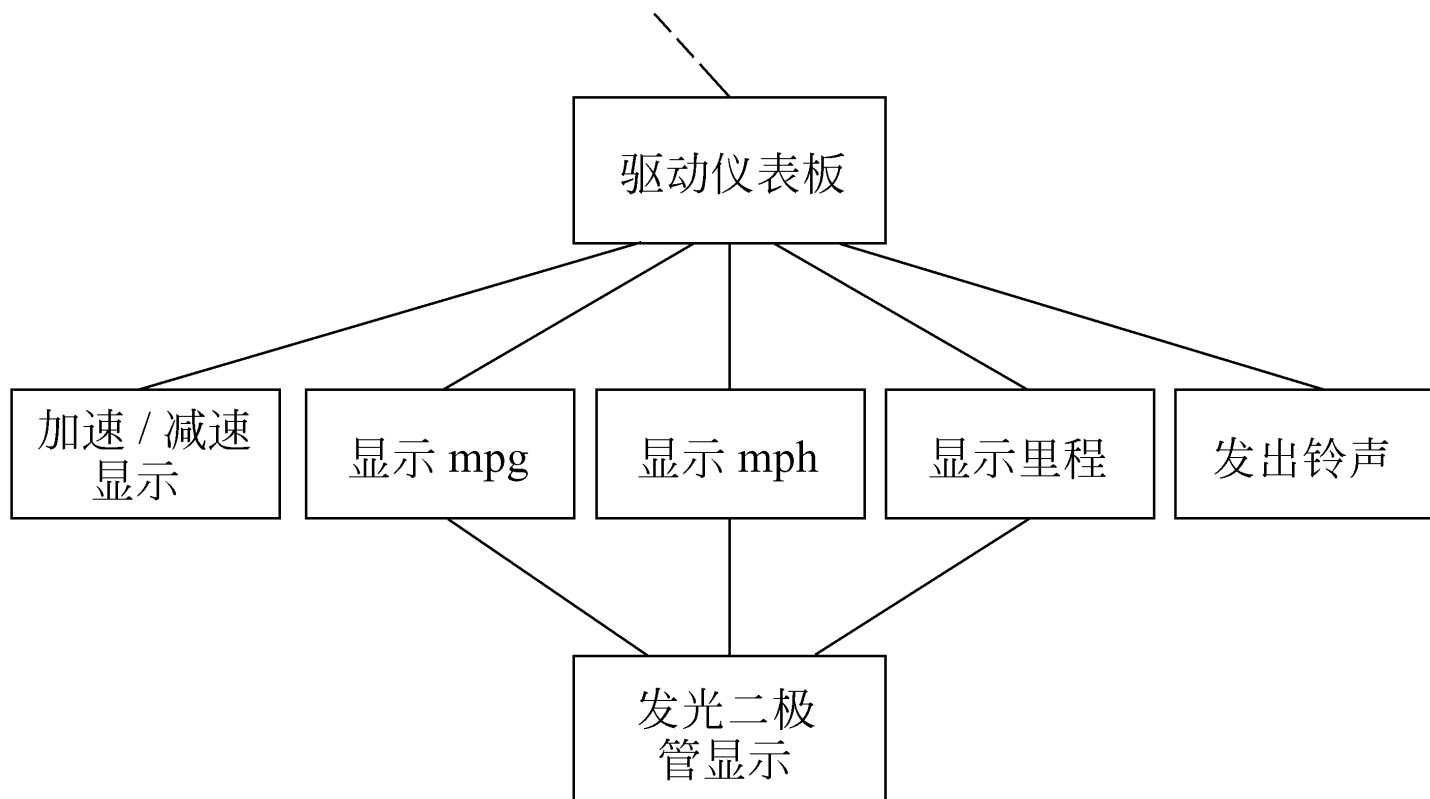 驱动仪表板
加速 / 减速
显示
显示 mpg
显示 mph
显示里程
发出铃声
发光二极
管显示